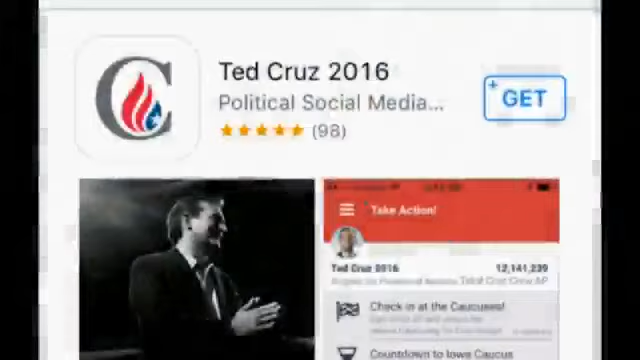 Ted Cruz 2016
Political Social Media...
(98)
+
GET
Take Action!
Ted Cruz 2016
12,141,239
Check in at the Caucuses!
Countdown to Iowa Caucus